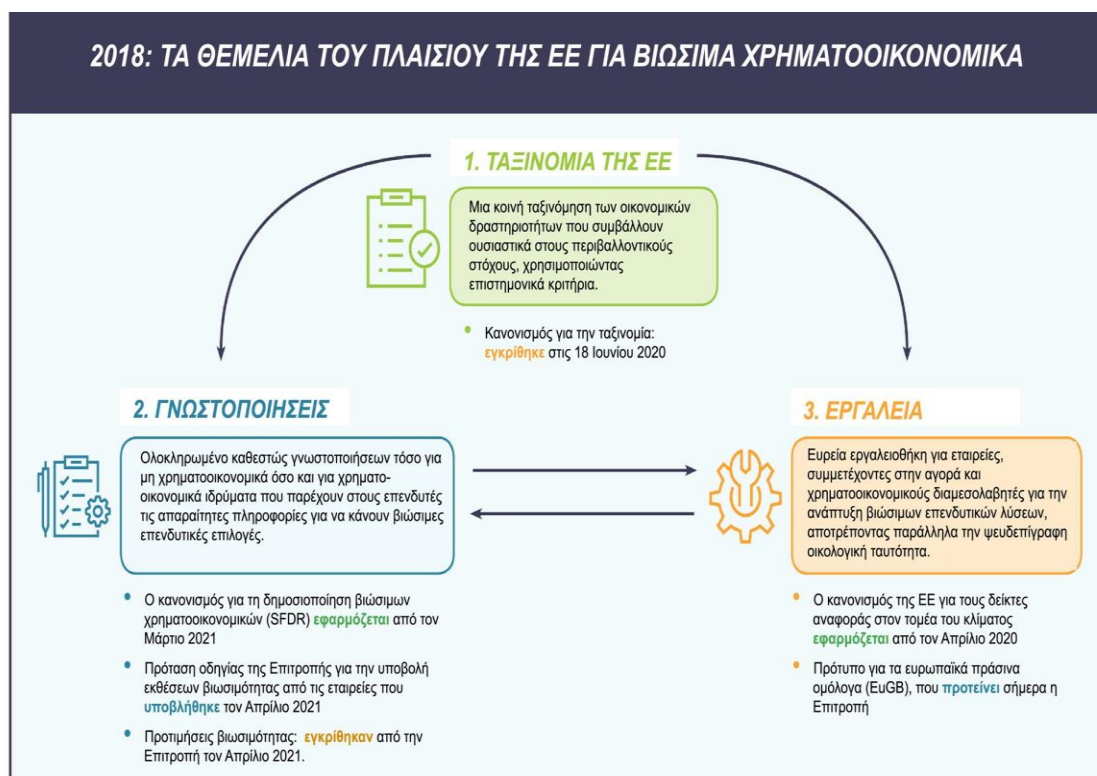 2018: ΤΑ ΘΕΜΕΛΙΑ ΤΟΥ ΠΛΑΙΣΙΟΥ ΤΗΣ ΕΕ ΓΙΑ ΒΙΩΣΙΜΑ ΧΡΗΜΑΤΟΟΙΚΟΝΟΜΙΚΑ
1. ΤΑΞΙΝΟΜΙΑ ΤΗΣ ΕΕ
Μια κοινή ταξινόμηση των οικονομικών
δραστηριοτήτων που συμβάλλουν
ουσιαστικά στους περιβαλλοντικούς
στόχους, χρησιμοποιώντας
επιστημονικά κριτήρια.
• Κανονισμός για την ταξινομία:
εγκρίθηκε στις 18 Ιουνίου 2020
2. ΓΝΩΣΤΟΠΟΙΗΣΕΙΣ
Ολοκληρωμένο καθεστώς γνωστοποιήσεων τόσο για
μη χρηματοοικονομικά όσο και για χρηματο-
οικονομικά ιδρύματα που παρέχουν στους επενδυτές
τις απαραίτητες πληροφορίες για να κάνουν βιώσιμες
επενδυτικές επιλογές.
• Ο κανονισμός για τη δημοσιοποίηση βιώσιμων
χρηματοοικονομικών (SFDR) εφαρμόζεται από τον
Μάρτιο 2021
• Πρόταση οδηγίας της Επιτροπής για την υποβολή
εκθέσεων βιωσιμότητας από τις εταιρείες που
υποβλήθηκε τον Απρίλιο 2021
• Προτιμήσεις βιωσιμότητας: εγκρίθηκαν από την
Επιτροπή τον Απρίλιο 2021.
3. ΕΡΓΑΛΕΙΑ
Ευρεία εργαλειοθήκη για εταιρείες,
συμμετέχοντες στην αγορά και
χρηματοοικονομικούς διαμεσολαβητές για την
ανάπτυξη βιώσιμων επενδυτικών λύσεων,
αποτρέποντας παράλληλα την ψευδεπίγραφη
οικολογική ταυτότητα.
• Ο κανονισμός της ΕΕ για τους δείκτες
αναφοράς στον τομέα του κλίματος
εφαρμόζεται από τον Απρίλιο 2020
• Πρότυπο για τα ευρωπαϊκά πράσινα
ομόλογα (EuGB), που προτείνει σήμερα η
Επιτροπή